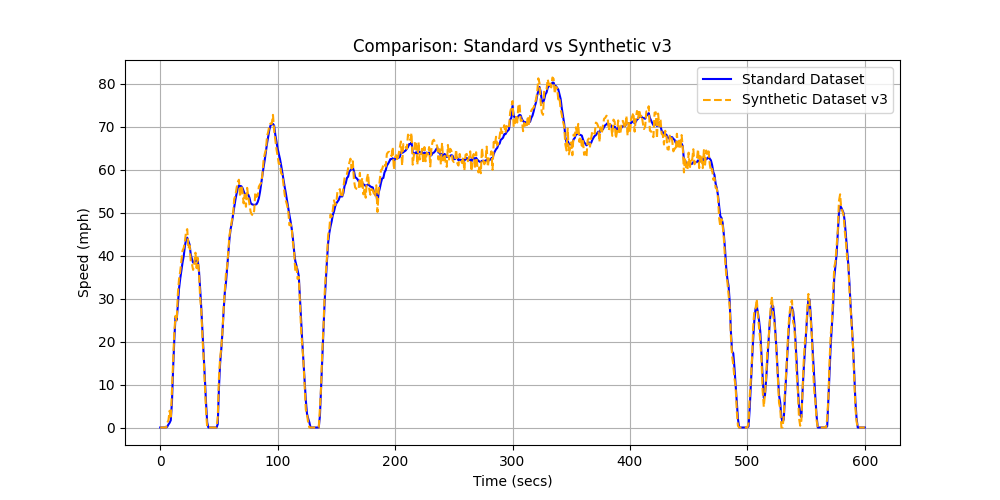 Comparison: Standard vs Synthetic v3
Standard Dataset
Synthetic Dataset v3
Speed (mph)
80
70
60
50
40
30
20
10
0
0 100 200 300 400 500 600
Time (secs)